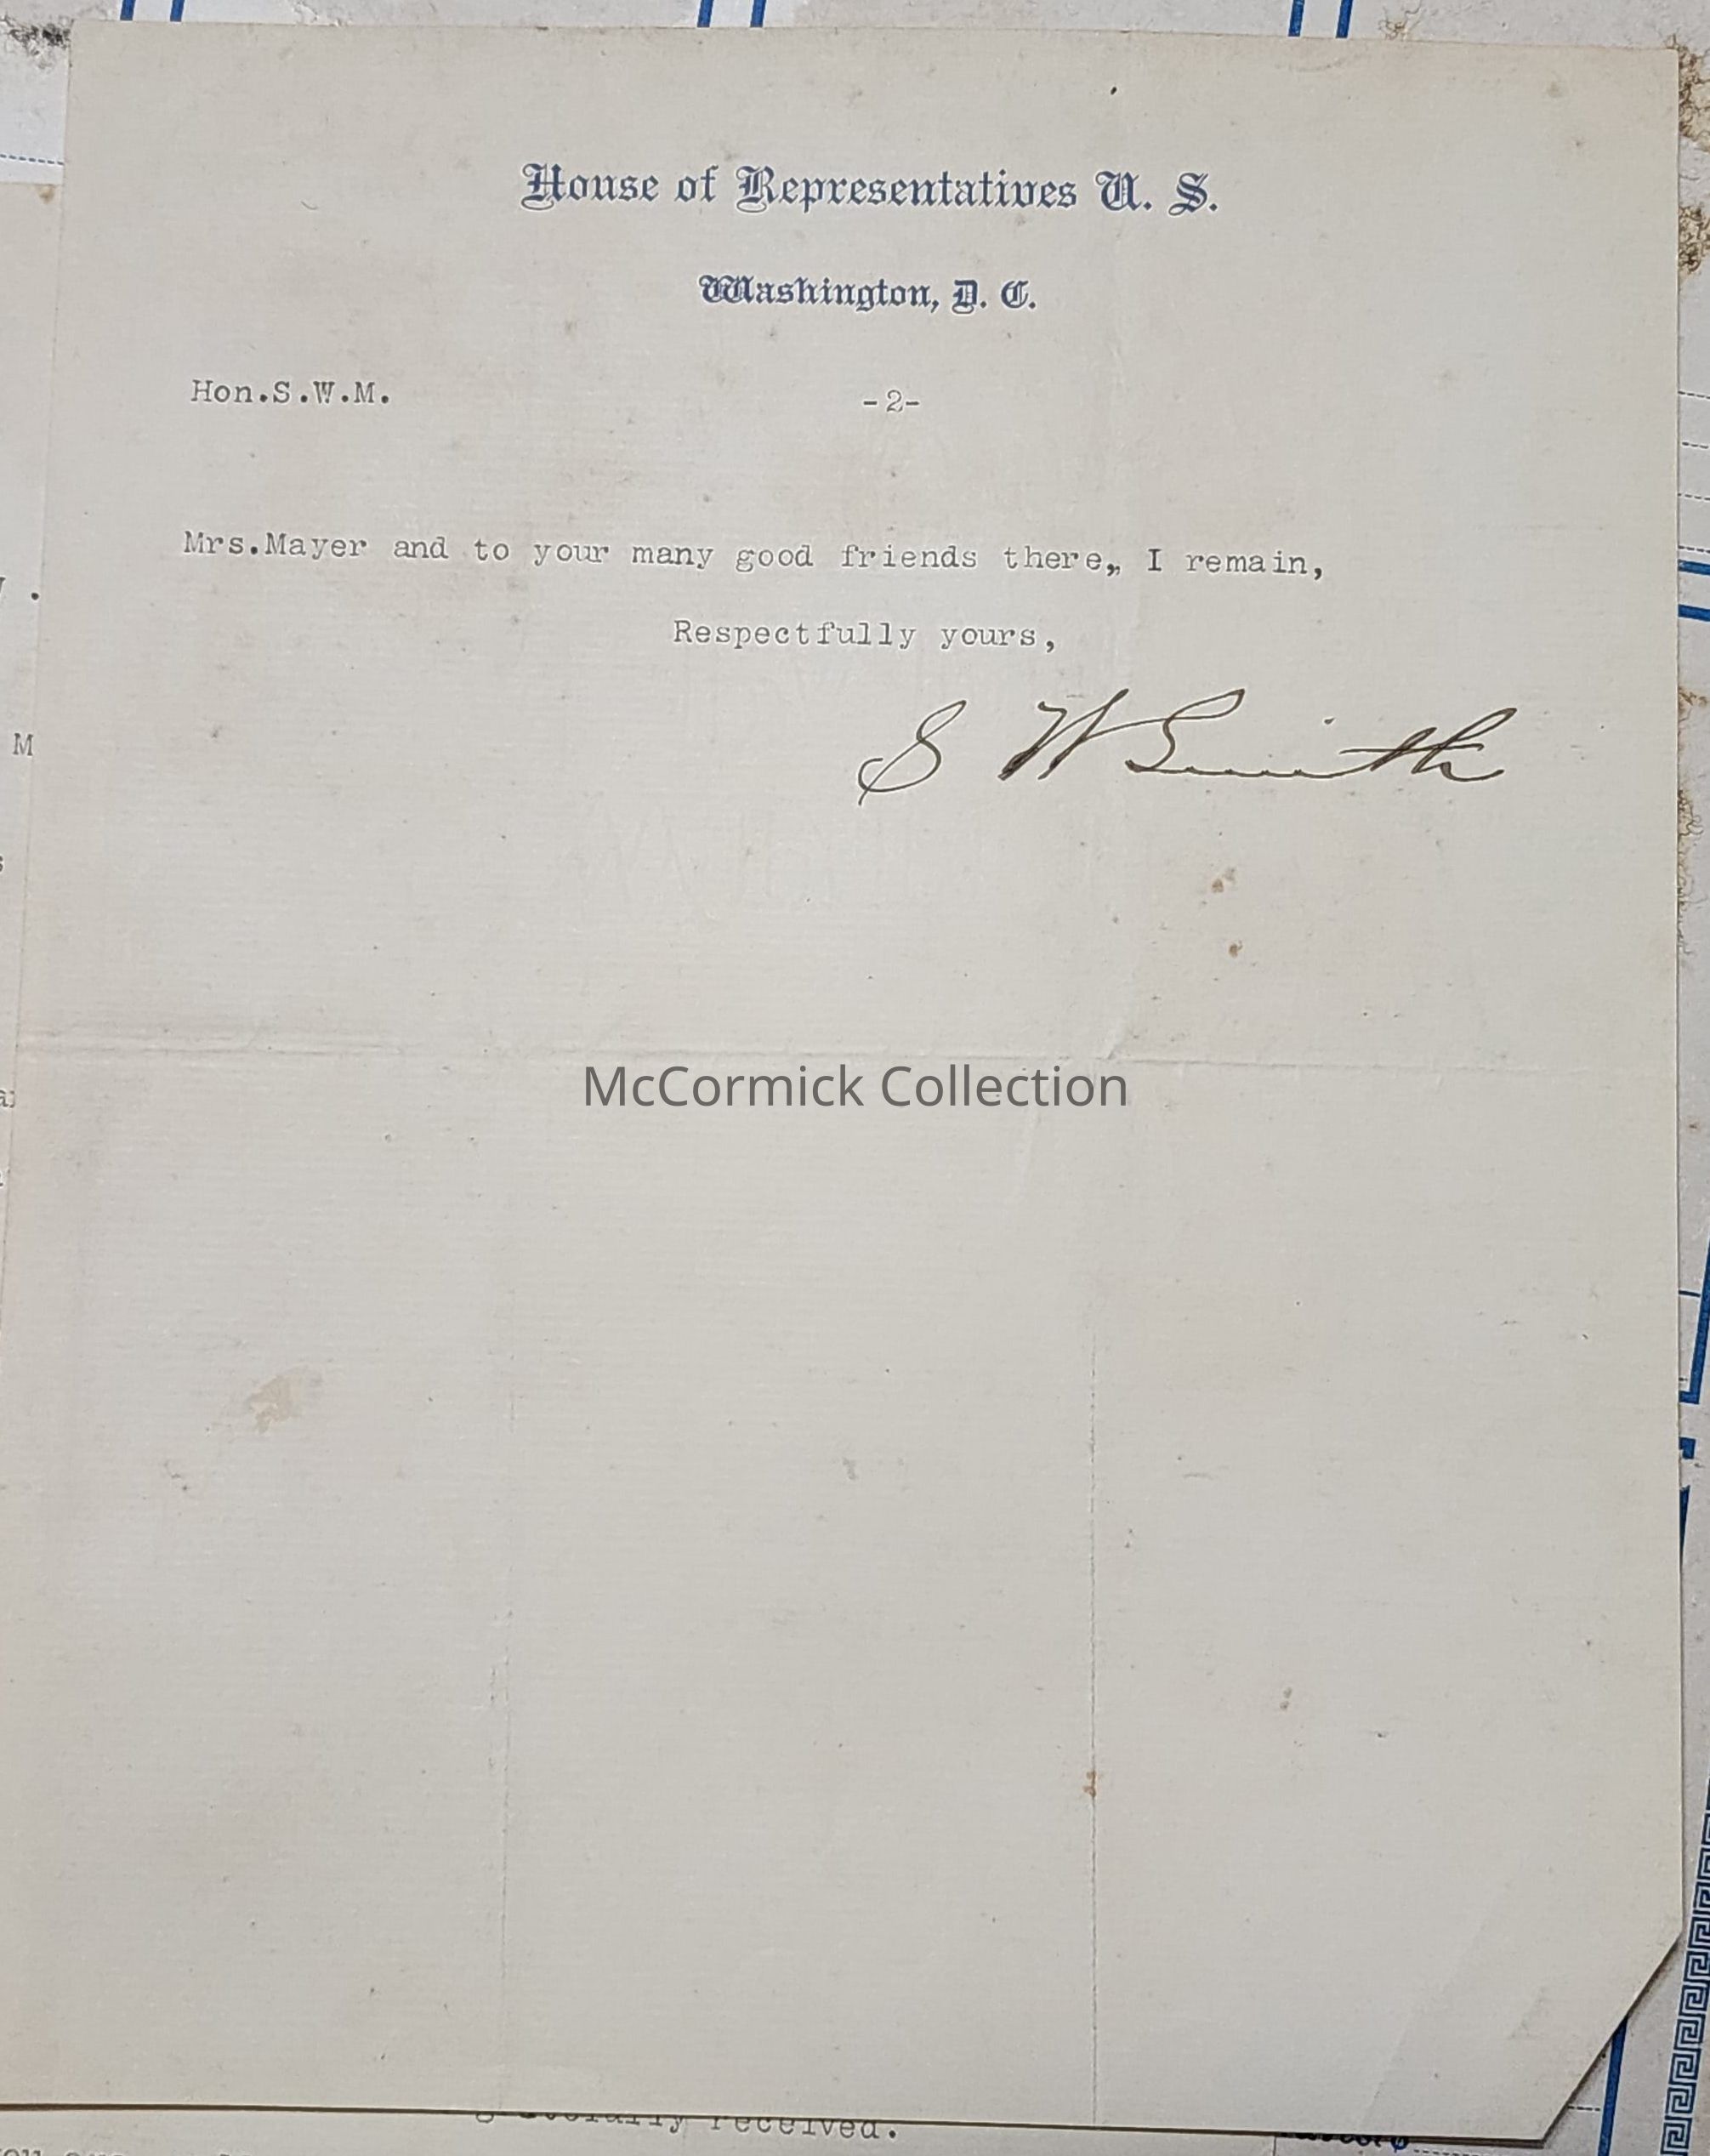 House of Representatives U. S.
Washington, D. C.
Hon.S.W.M.
-2-
Mrs.Mayer and to your many good friends there,, I remain,
Respectfully yours,
S W Smith
M
McCormick Collection
received.